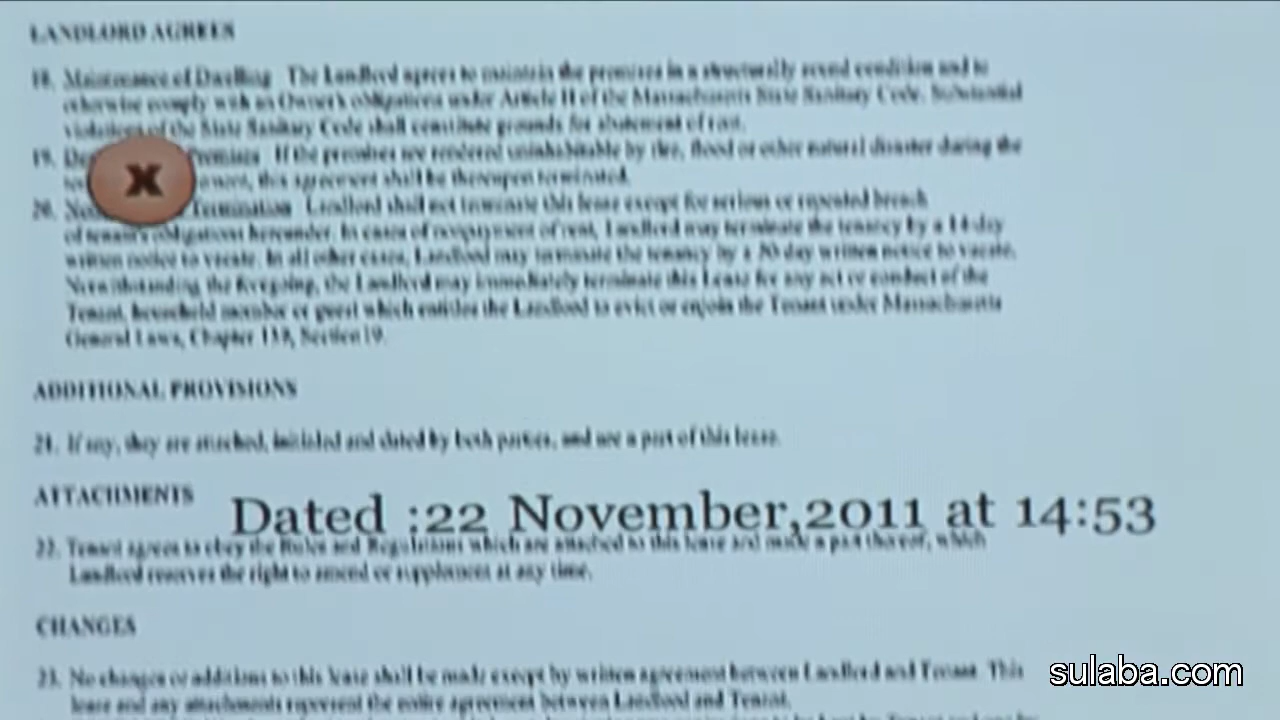 LANDLORD AGREES
18. Maintenance of Dwelling The Landlord agrees to maintain the premises in a structurally sound condition and to
otherwise comply with an Owner's obligations under Article II of the Massachusetts State Sanitary Code. Substantial
violations of the State Sanitary Code shall constitute grounds for abatement of rent.
19. Premises If the premises are rendered uninhabitable by fire, flood or other natural disaster during the
this agreement shall be thereupon terminated.
20. Termination Landlord shall not terminate this lease except for serious or repeated breach
of tenant's obligations hereunder. In cases of nonpayment of rent, Landlord may terminate the tenancy by a 14-day
written notice to vacate. In all other cases, Landlord may terminate the tenancy by a 30 day written notice to vacate.
Notwithstanding the foregoing, the Landlord may immediately terminate this Lease for any act or conduct of the
Tenant, household member or guest which entitles the Landlord to evict or enjoin the Tenant under Massachusetts
General Laws, Chapter 139, Section 19.
X
ADDITIONAL PROVISIONS
21. If any, they are attached, initialed and dated by both parties, and are a part of this lease.
ATTACHMENTS
Dated :22 November,2011 at 14:53
22. Tenant agrees to obey the Rules and Regulations which are attached to this lease and made a part thereof, which
Landlord reserves the right to amend or supplement at any time.
CHANGES
23. No changes or additions to this lease shall be made except by written agreement between Landlord and Tenant. This
lease and any attachments represent the entire agreement between Landlord and Tenant.
sulaba.com